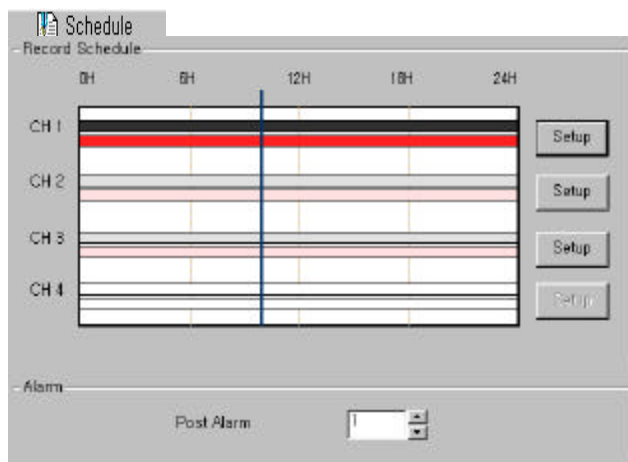 Schedule
Record Schedule
0H 6H 12H 18H 24H
CH 1 Setup
CH 2 Setup
CH 3 Setup
CH 4 Setup
Alarm
Post Alarm 1